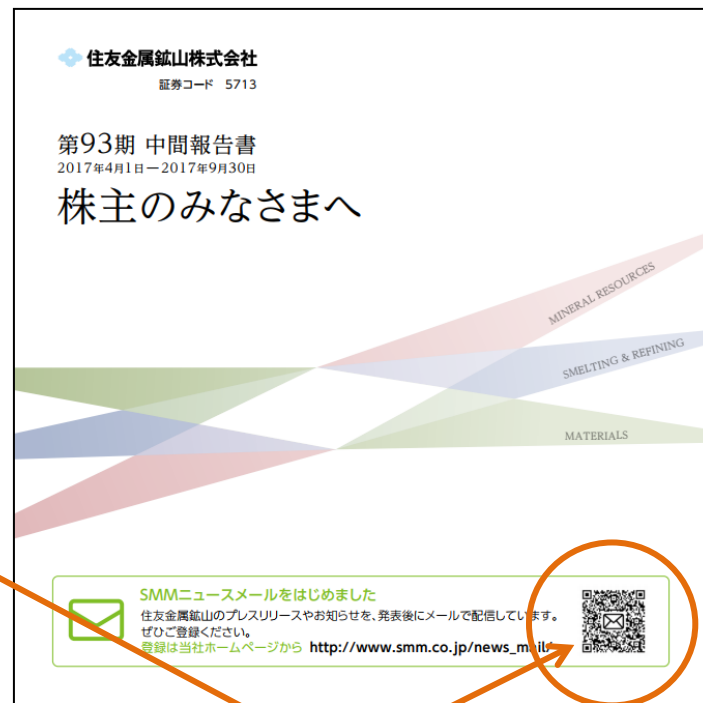 住友金属鉱山株式会社
証券コード 5713
第93期 中間報告書
2017年4月1日ー2017年9月30日
株主のみなさまへ
MINERAL RESOURCES
SMELTING & REFINING
MATERIALS
SMMニュースメールをはじめました
住友金属鉱山のプレスリリースやお知らせを、発表後にメールで配信しています。
ぜひご登録ください。
登録は当社ホームページから http://www.smm.co.jp/news_mail/